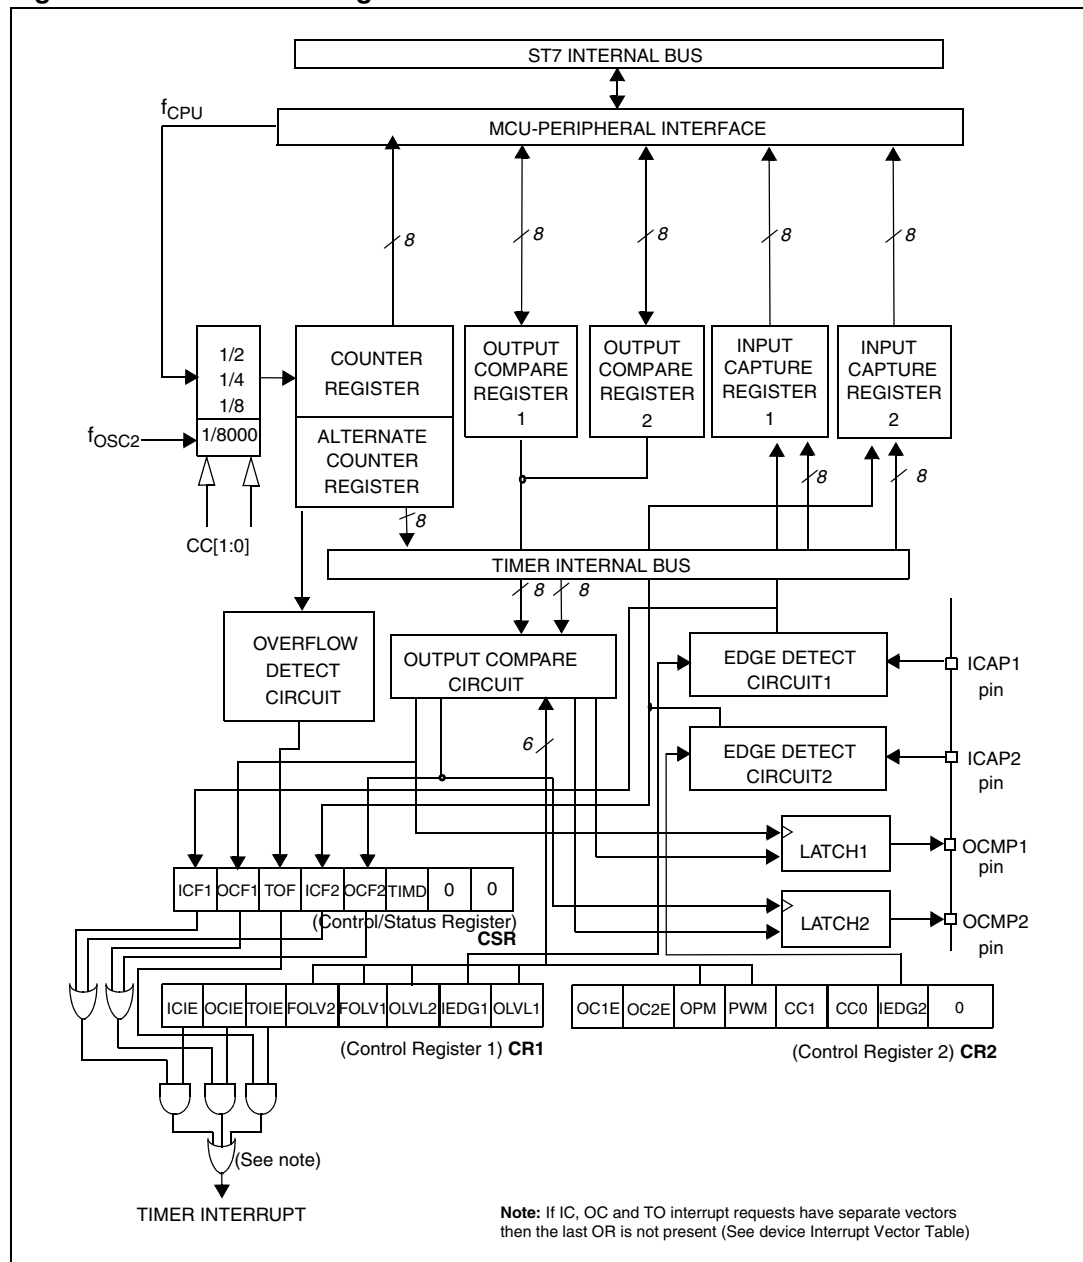 ST7 INTERNAL BUS
fCPU
MCU-PERIPHERAL INTERFACE
8
8
8
8
8
1/2
1/4
1/8
1/8000
fOSC2
CC[1:0]
COUNTER
REGISTER
ALTERNATE
COUNTER
REGISTER
OUTPUT
COMPARE
REGISTER
1
OUTPUT
COMPARE
REGISTER
2
INPUT
CAPTURE
REGISTER
1
INPUT
CAPTURE
REGISTER
2
8
8
8
TIMER INTERNAL BUS
8
8
OVERFLOW
DETECT
CIRCUIT
OUTPUT COMPARE
CIRCUIT
6
EDGE DETECT
CIRCUIT1
ICAP1
pin
EDGE DETECT
CIRCUIT2
ICAP2
pin
LATCH1
OCMP1
pin
LATCH2
OCMP2
pin
ICF1 OCF1 TOF ICF2 OCF2 TIMD 0 0
(Control/Status Register)
CSR
ICIE OCIE TOIE FOLV2 FOLV1 OLVL2 IEDG1 OLVL1
(Control Register 1) CR1
OC1E OC2E OPM PWM CC1 CC0 IEDG2 0
(Control Register 2) CR2
(See note)
TIMER INTERRUPT
Note: If IC, OC and TO interrupt requests have separate vectors
then the last OR is not present (See device Interrupt Vector Table)